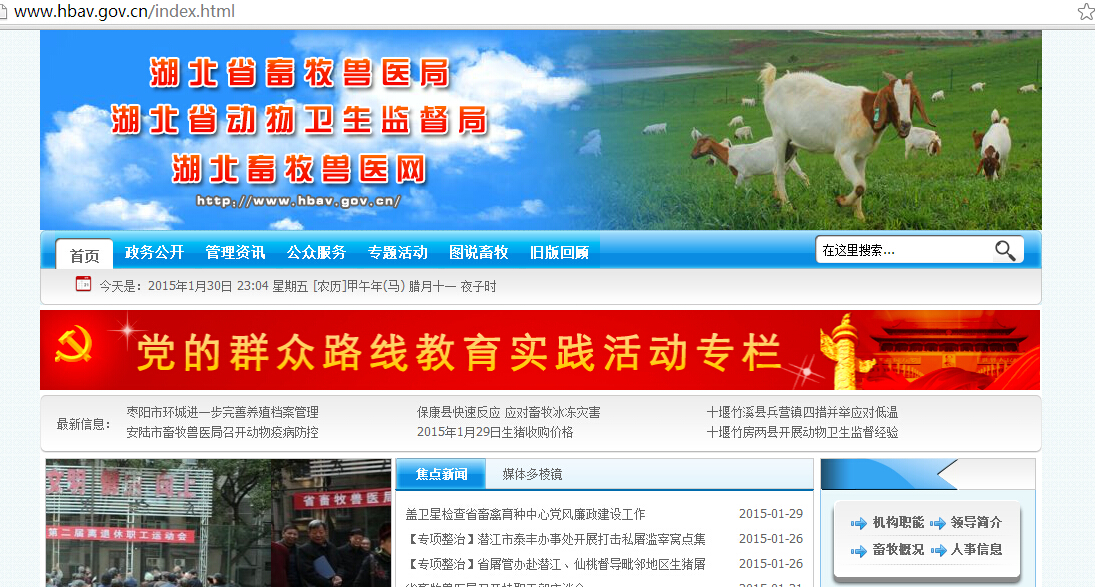 www.hbav.gov.cn/index.html
湖北省畜牧兽医局
湖北省动物卫生监督局
湖北畜牧兽医网
http://www.hbav.gov.cn/
首页 政务公开 管理资讯 公众服务 专题活动 图说畜牧 旧版回顾 在这里搜索...
今天是：2015年1月30日 23:04 星期五 [农历]甲午年(马) 腊月十一 夜子时
党的群众路线教育实践活动专栏
最新信息：
枣阳市环城进一步完善养殖档案管理 保康县快速反应 应对畜牧冰冻灾害 十堰竹溪县兵营镇四措并举应对低温
安陆市畜牧兽医局召开动物疫病防控 2015年1月29日生猪收购价格 十堰竹房两县开展动物卫生监督经验
文明
向上
第二届离退休职工运动会
省畜牧兽医局
焦点新闻 媒体多棱镜
盖卫星检查省畜禽育种中心党风廉政建设工作 2015-01-29
【专项整治】潜江市泰丰办事处开展打击私屠滥宰窝点集 2015-01-26
【专项整治】省屠管办赴潜江、仙桃督导毗邻地区生猪屠 2015-01-26
机构职能 领导简介
畜牧概况 人事信息